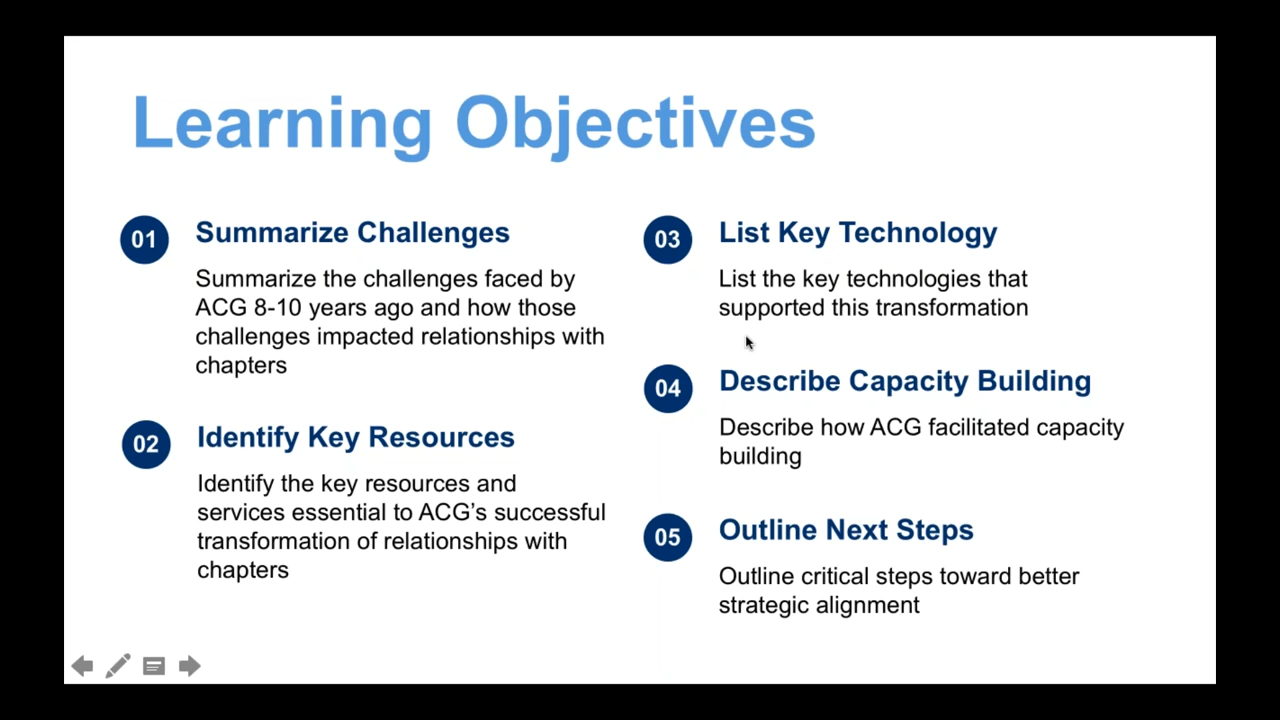 Learning Objectives
01
Summarize Challenges
Summarize the challenges faced by
ACG 8-10 years ago and how those
challenges impacted relationships with
chapters
02
Identify Key Resources
Identify the key resources and
services essential to ACG’s successful
transformation of relationships with
chapters
03
List Key Technology
List the key technologies that
supported this transformation
04
Describe Capacity Building
Describe how ACG facilitated capacity
building
05
Outline Next Steps
Outline critical steps toward better
strategic alignment